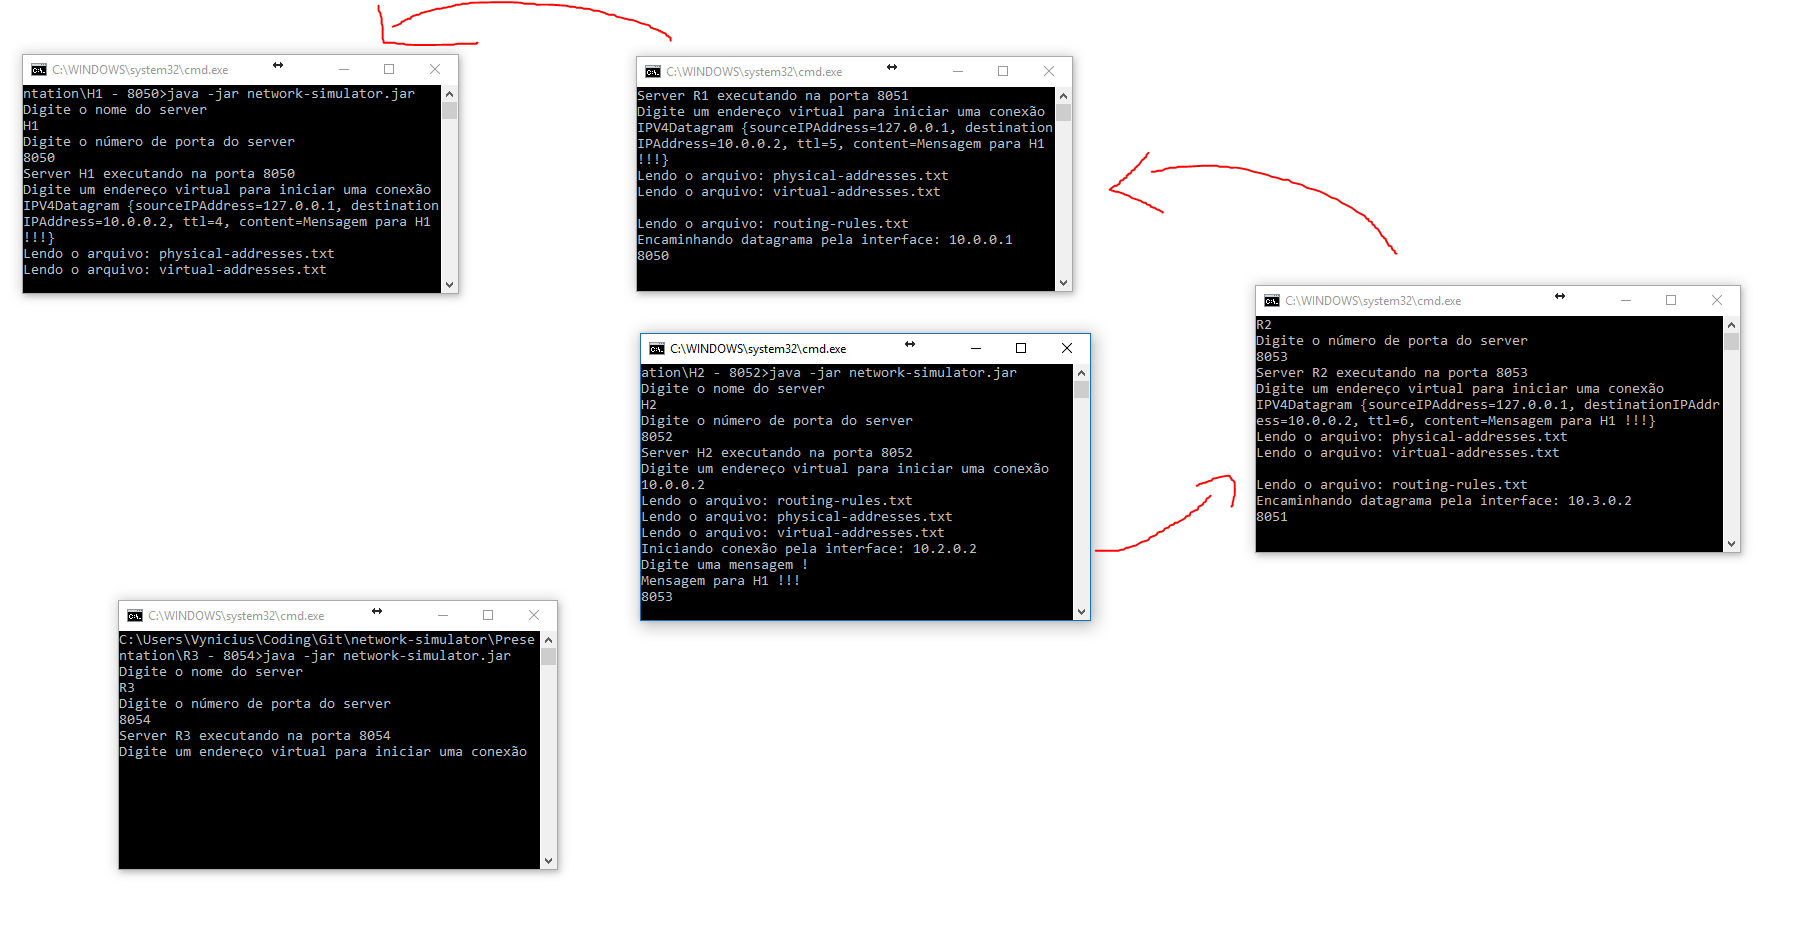 C:\WINDOWS\system32\cmd.exe
ntation\H1 - 8050>java -jar network-simulator.jar
Digite o nome do server
H1
Digite o número de porta do server
8050
Server H1 executando na porta 8050
Digite um endereço virtual para iniciar uma conexão
IPV4Datagram {sourceIPAddress=127.0.0.1, destination
IPAddress=10.0.0.2, ttl=4, content=Mensagem para H1
!!!}
Lendo o arquivo: physical-addresses.txt
Lendo o arquivo: virtual-addresses.txt
C:\WINDOWS\system32\cmd.exe
Server R1 executando na porta 8051
Digite um endereço virtual para iniciar uma conexão
IPV4Datagram {sourceIPAddress=127.0.0.1, destination
IPAddress=10.0.0.2, ttl=5, content=Mensagem para H1
!!!}
Lendo o arquivo: physical-addresses.txt
Lendo o arquivo: virtual-addresses.txt
Lendo o arquivo: routing-rules.txt
Encaminhando datagrama pela interface: 10.0.0.1
8050
C:\WINDOWS\system32\cmd.exe
R2
Digite o número de porta do server
8053
Server R2 executando na porta 8053
Digite um endereço virtual para iniciar uma conexão
IPV4Datagram {sourceIPAddress=127.0.0.1, destinationIPAddr
ess=10.0.0.2, ttl=6, content=Mensagem para H1 !!!}
Lendo o arquivo: physical-addresses.txt
Lendo o arquivo: virtual-addresses.txt
Lendo o arquivo: routing-rules.txt
Encaminhando datagrama pela interface: 10.3.0.2
8051
C:\WINDOWS\system32\cmd.exe
ation\H2 - 8052>java -jar network-simulator.jar
Digite o nome do server
H2
Digite o número de porta do server
8052
Server H2 executando na porta 8052
Digite um endereço virtual para iniciar uma conexão
10.0.0.2
Lendo o arquivo: routing-rules.txt
Lendo o arquivo: physical-addresses.txt
Lendo o arquivo: virtual-addresses.txt
Iniciando conexão pela interface: 10.2.0.2
Digite uma mensagem !
Mensagem para H1 !!!
8053
C:\WINDOWS\system32\cmd.exe
C:\Users\Vynicius\Coding\Git\network-simulator\Prese
ntation\R3 - 8054>java -jar network-simulator.jar
Digite o nome do server
R3
Digite o número de porta do server
8054
Server R3 executando na porta 8054
Digite um endereço virtual para iniciar uma conexão